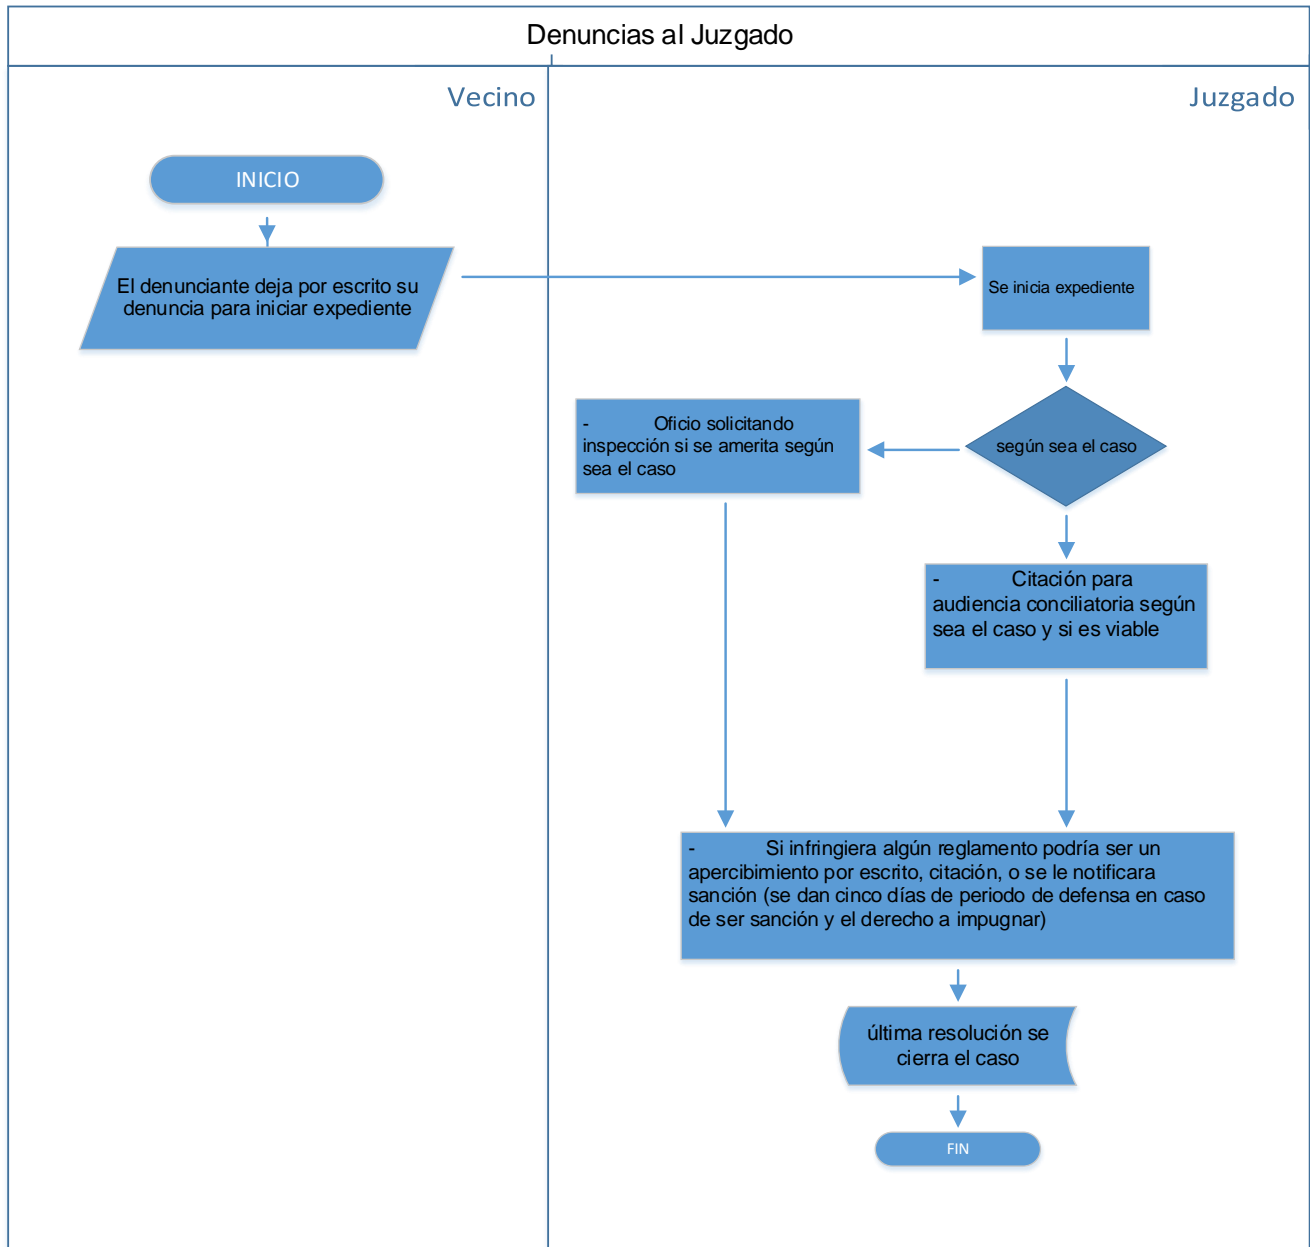 Denuncias al Juzgado
Vecino
Juzgado
INICIO
El denunciante deja por escrito su
denuncia para iniciar expediente
Se inicia expediente
según sea el caso
- Oficio solicitando
inspección si se amerita según
sea el caso
- Citación para
audiencia conciliatoria según
sea el caso y si es viable
- Si infringiera algún reglamento podría ser un
apercibimiento por escrito, citación, o se le notificara
sanción (se dan cinco días de periodo de defensa en caso
de ser sanción y el derecho a impugnar)
última resolución se
cierra el caso
FIN